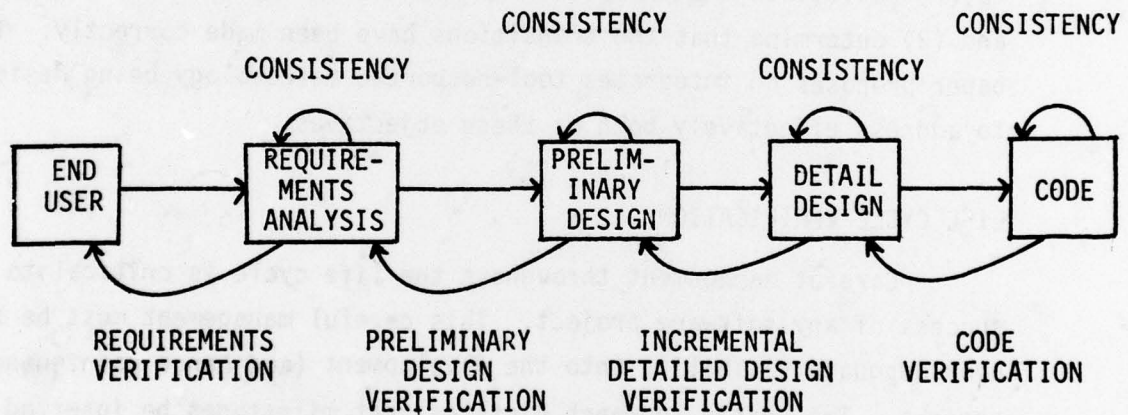 CONSISTENCY
CONSISTENCY
CONSISTENCY
CONSISTENCY
END
USER
REQUIRE-
MENTS
ANALYSIS
PRELIM-
INARY
DESIGN
DETAIL
DESIGN
CODE
REQUIREMENTS
VERIFICATION
PRELIMINARY
DESIGN
VERIFICATION
INCREMENTAL
DETAILED DESIGN
VERIFICATION
CODE
VERIFICATION